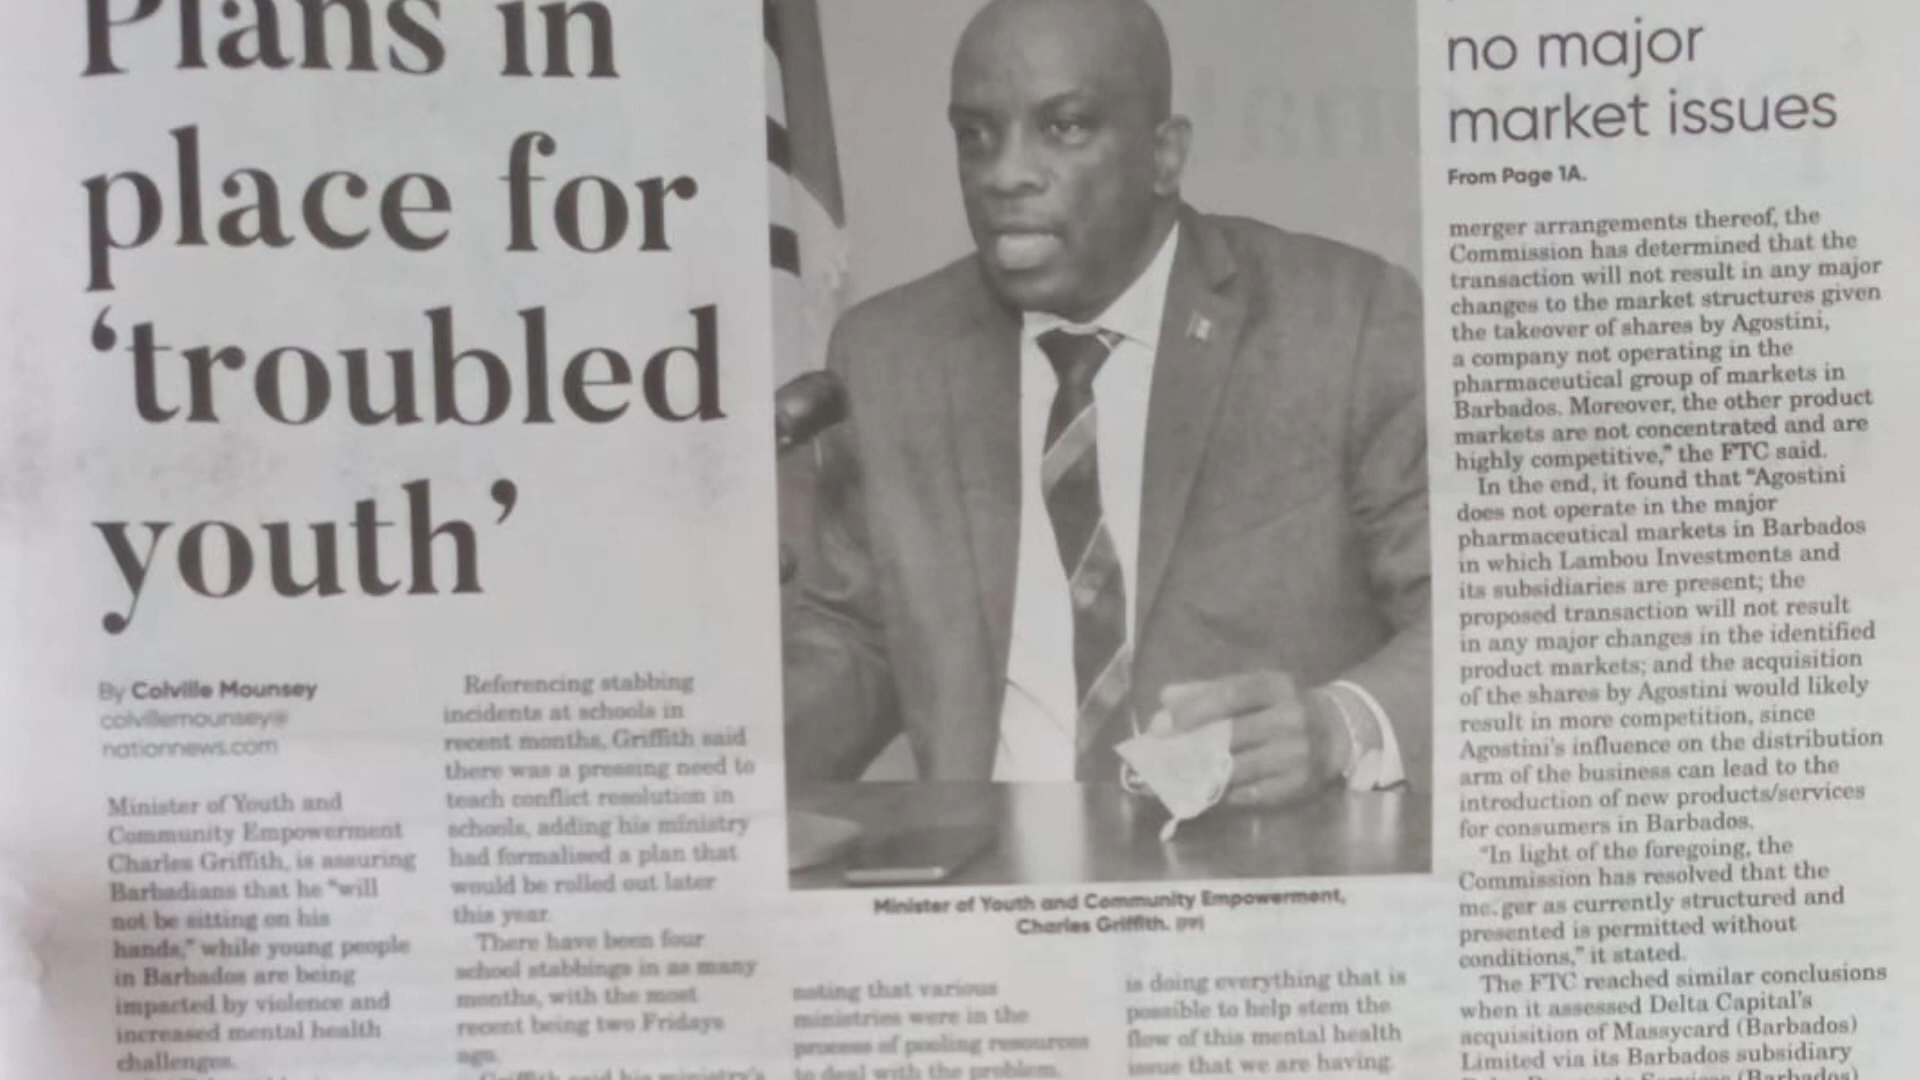 Plans in
place for
‘troubled
youth’
By Colville Mounsey
colvillemounsey@
nationnews.com
Minister of Youth and
Community Empowerment
Charles Griffith, is assuring
Barbadians that he “will
not be sitting on his
hands,” while young people
in Barbados are being
impacted by violence and
increased mental health
challenges.
Referencing stabbing
incidents at schools in
recent months, Griffith said
there was a pressing need to
teach conflict resolution in
schools, adding his ministry
had formalised a plan that
would be rolled out later
this year.
There have been four
school stabbings in as many
months, with the most
recent being two Fridays
ago.
Griffith said his ministry’s
Minister of Youth and Community Empowerment,
Charles Griffith.
noting that various
ministries were in the
process of pooling resources
to deal with the problem.
is doing everything that is
possible to help stem the
flow of this mental health
issue that we are having.
no major
market issues
From Page 1A.
merger arrangements thereof, the
Commission has determined that the
transaction will not result in any major
changes to the market structures given
the takeover of shares by Agostini,
a company not operating in the
pharmaceutical group of markets in
Barbados. Moreover, the other product
markets are not concentrated and are
highly competitive,” the FTC said.
In the end, it found that “Agostini
does not operate in the major
pharmaceutical markets in Barbados
in which Lambou Investments and
its subsidiaries are present; the
proposed transaction will not result
in any major changes in the identified
product markets; and the acquisition
of the shares by Agostini would likely
result in more competition, since
Agostini’s influence on the distribution
arm of the business can lead to the
introduction of new products/services
for consumers in Barbados.
“In light of the foregoing, the
Commission has resolved that the
merger as currently structured and
presented is permitted without
conditions,” it stated.
The FTC reached similar conclusions
when it assessed Delta Capital’s
acquisition of Massycard (Barbados)
Limited via its Barbados subsidiary
(Barbados)